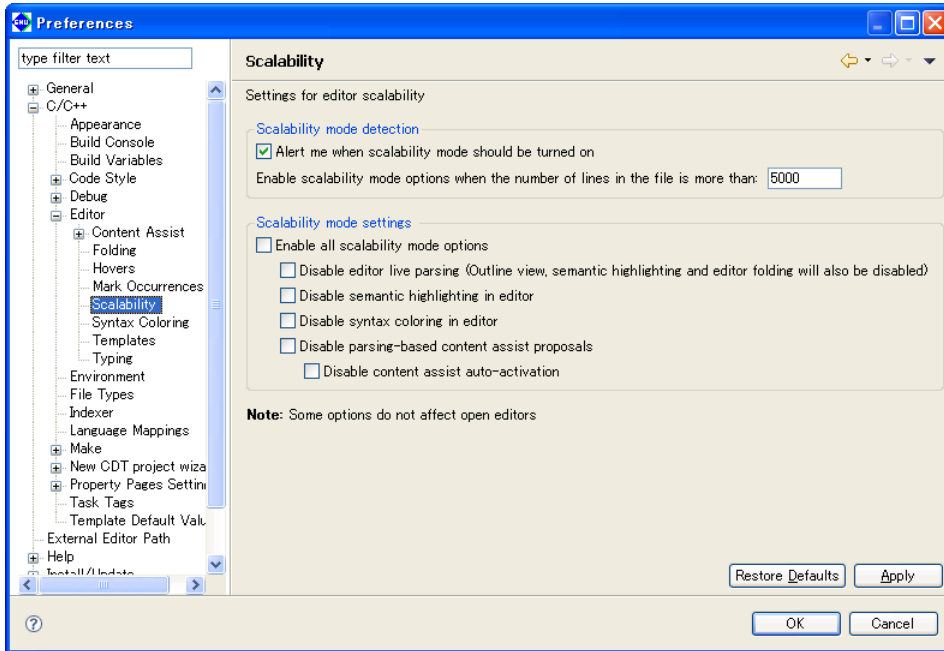 Preferences
type filter text
General
C/C++
Appearance
Build Console
Build Variables
Code Style
Debug
Editor
Content Assist
Folding
Hovers
Mark Occurrences
Scalability
Syntax Coloring
Templates
Typing
Environment
File Types
Indexer
Language Mappings
Make
New CDT project wiza
Property Pages Settin
Task Tags
Template Default Valu
External Editor Path
Help
Install/Update
Scalability
Settings for editor scalability
Scalability mode detection
Alert me when scalability mode should be turned on
Enable scalability mode options when the number of lines in the file is more than: 5000
Scalability mode settings
Enable all scalability mode options
Disable editor live parsing (Outline view, semantic highlighting and editor folding will also be disabled)
Disable semantic highlighting in editor
Disable syntax coloring in editor
Disable parsing-based content assist proposals
Disable content assist auto-activation
Note: Some options do not affect open editors
Restore Defaults Apply
OK Cancel